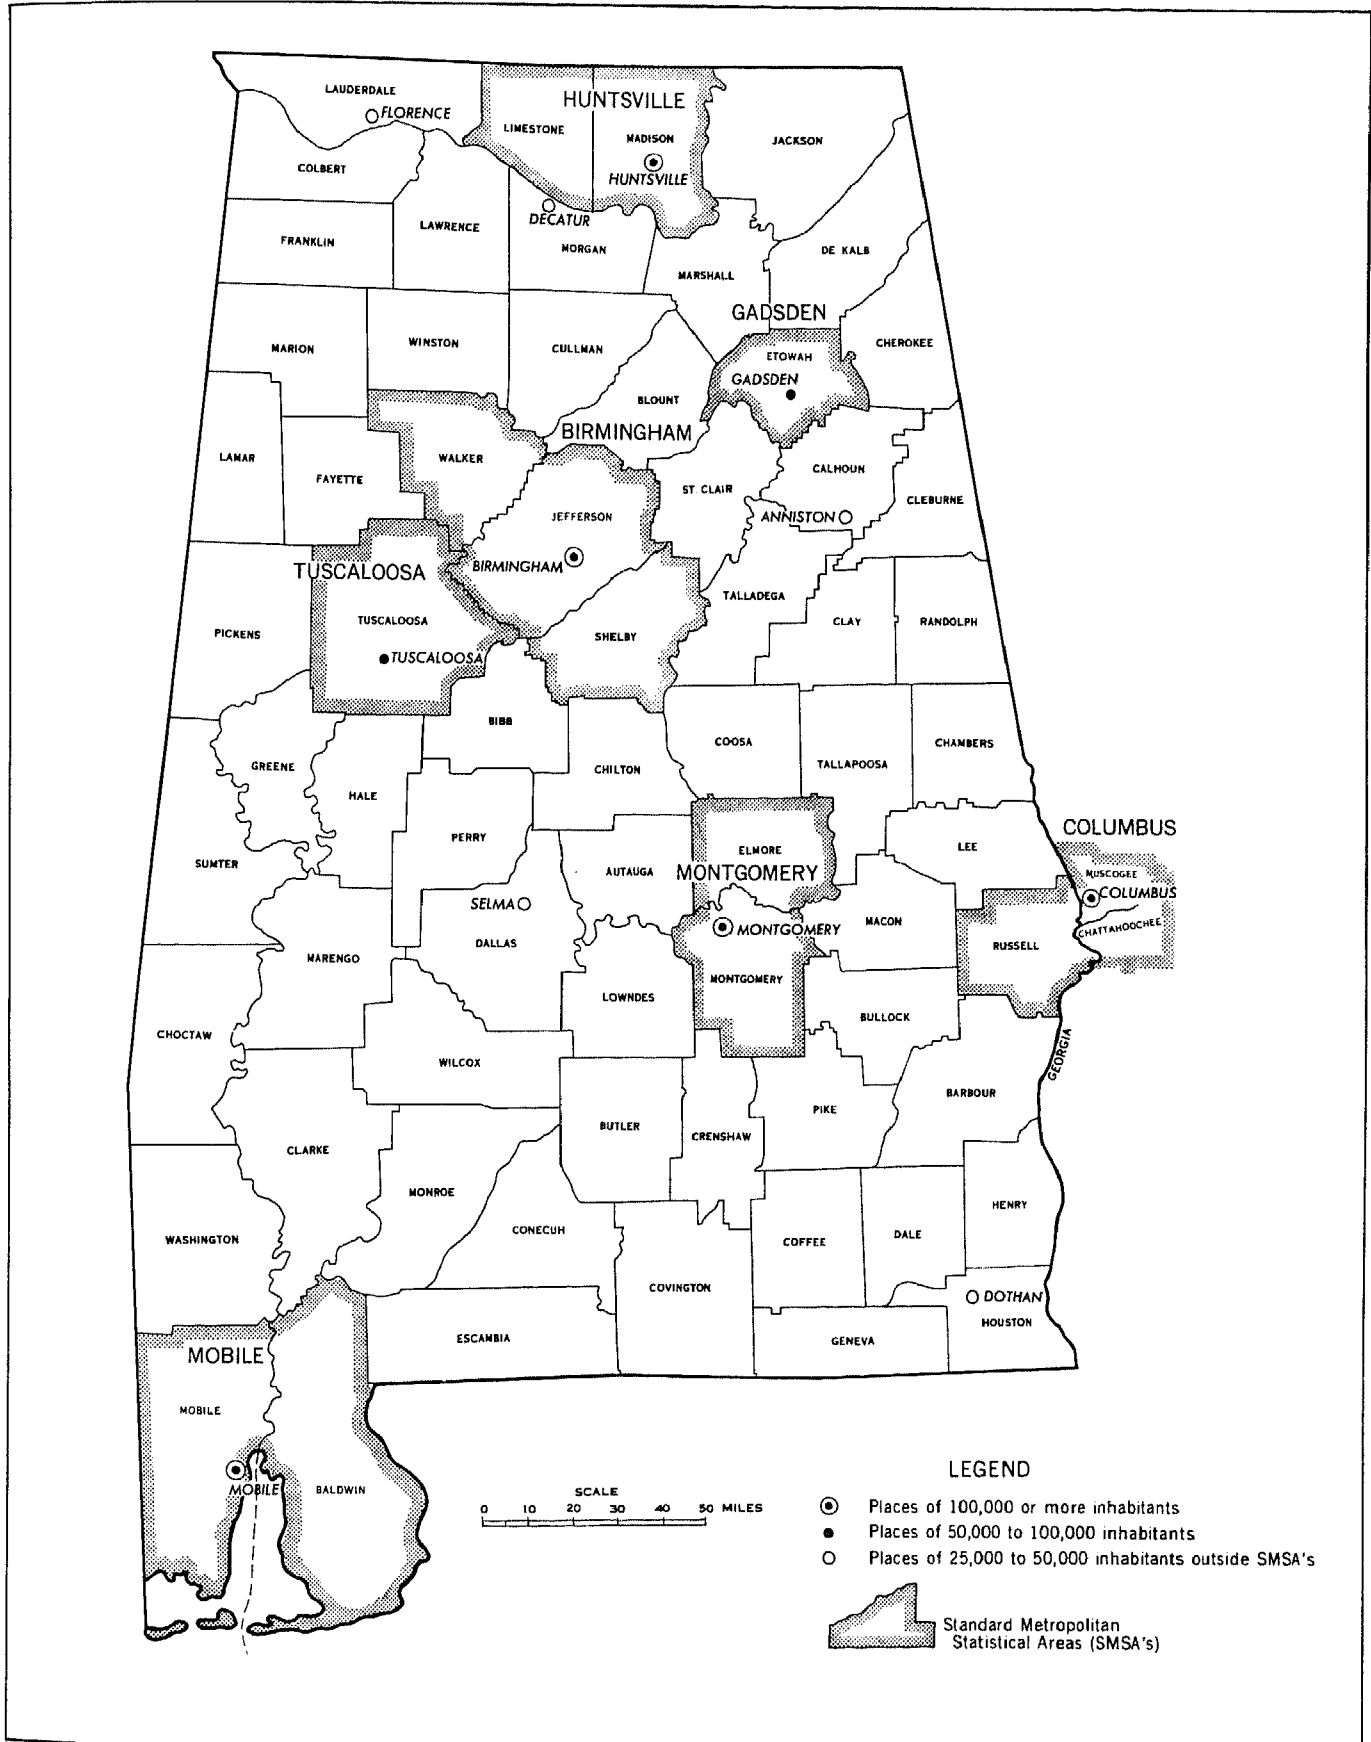 LAUDERDALE
FLORENCE
HUNTSVILLE
LIMESTONE
MADISON
HUNTSVILLE
JACKSON
COLBERT
LAWRENCE
DECATUR
MORGAN
FRANKLIN
MARSHALL
DE KALB
GADSDEN
MARION
WINSTON
CULLMAN
ETOWAH
CHEROKEE
GADSDEN
BLOUNT
BIRMINGHAM
LAMAR
FAYETTE
WALKER
ST. CLAIR
CALHOUN
CLEBURNE
JEFFERSON
ANNISTON
BIRMINGHAM
TUSCALOOSA
TALLADEGA
PICKENS
TUSCALOOSA
SHELBY
CLAY
RANDOLPH
TUSCALOOSA
BIBB
COOSA
CHAMBERS
GREENE
CHILTON
TALLAPOOSA
HALE
PERRY
COLUMBUS
SUMTER
AUTAUGA
ELMORE
LEE
MONTGOMERY
MUSCOGEE
COLUMBUS
SELMA
MACON
MONTGOMERY
CHATTAHOOCHEE
DALLAS
RUSSELL
MARENGO
MONTGOMERY
LOWNDES
BULLOCK
CHOCTAW
GEORGIA
WILCOX
BARBOUR
PIKE
BUTLER
CRENSHAW
CLARKE
MONROE
HENRY
CONECUH
WASHINGTON
COFFEE
DALE
COVINGTON
DOTHAN
HOUSTON
ESCAMBIA
GENEVA
MOBILE
MOBILE
MOBILE
BALDWIN
SCALE
0 10 20 30 40 50 MILES
LEGEND
Places of 100,000 or more inhabitants
Places of 50,000 to 100,000 inhabitants
Places of 25,000 to 50,000 inhabitants outside SMSA's
Standard Metropolitan
Statistical Areas (SMSA's)